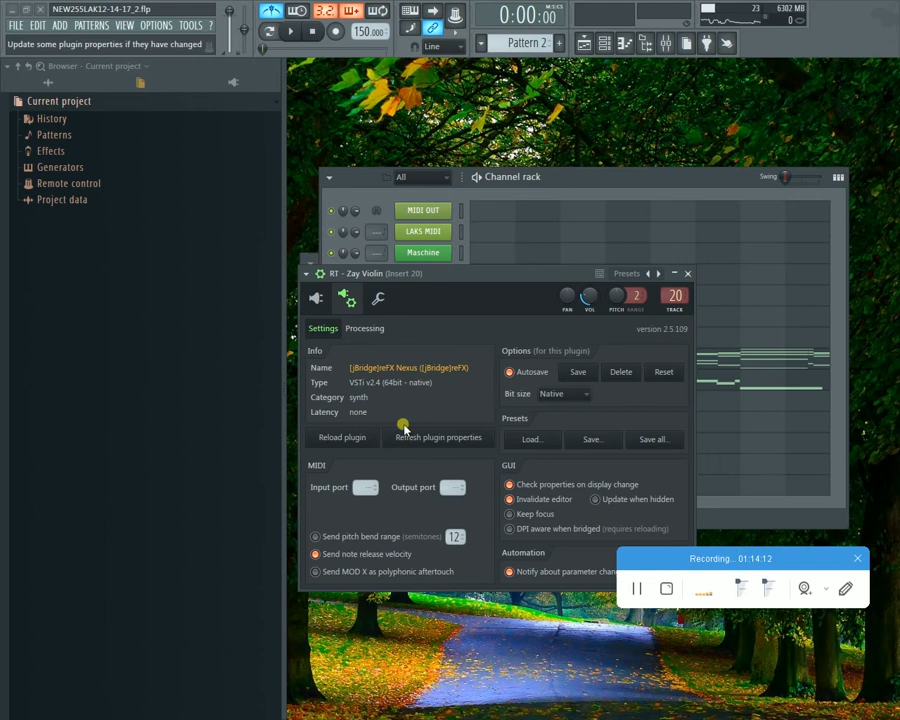 NEW255LAK12-14-17_2.flp
FILE EDIT ADD PATTERNS VIEW OPTIONS TOOLS ?
Update some plugin properties if they have changed
3.2.
150.000
0:00:00
M:S:CS
23
6302 MB
0
Line
Pattern 2
Browser - Current project
Current project
History
Patterns
Effects
Generators
Remote control
Project data
All
Channel rack
Swing
MIDI OUT
LAKS MIDI
Maschine
RT - Zay Violin (Insert 20)
Presets
PAN VOL PITCH RANGE TRACK
2
20
Settings Processing
version 2.5.109
Info
Name [jBridge]reFX Nexus ([jBridge]reFX)
Type VSTi v2.4 (64bit - native)
Category synth
Latency none
Reload plugin Refresh plugin properties
Options (for this plugin)
Autosave Save Delete Reset
Bit size Native
Presets
Load... Save... Save all...
MIDI
Input port Output port
Send pitch bend range (semitones) 12
Send note release velocity
Send MOD X as polyphonic aftertouch
GUI
Check properties on display change
Invalidate editor Update when hidden
Keep focus
DPI aware when bridged (requires reloading)
Automation
Notify about parameter chan
Recording... 01:14:12